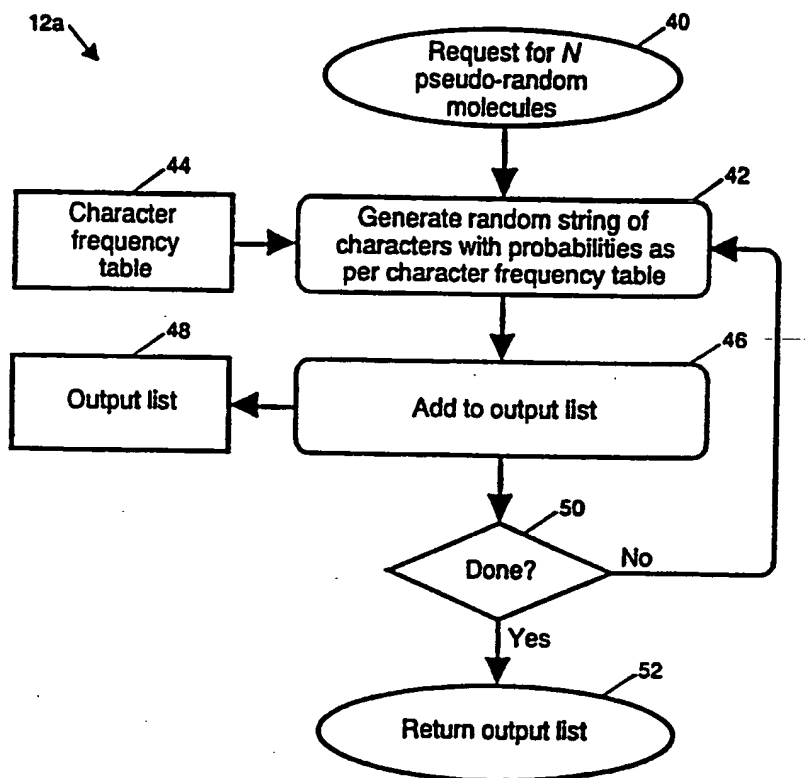 12a
40
Request for N
pseudo-random
molecules
44
Character
frequency
table
42
Generate random string of
characters with probabilities as
per character frequency table
48
Output list
46
Add to output list
50
Done?
No
Yes
52
Return output list